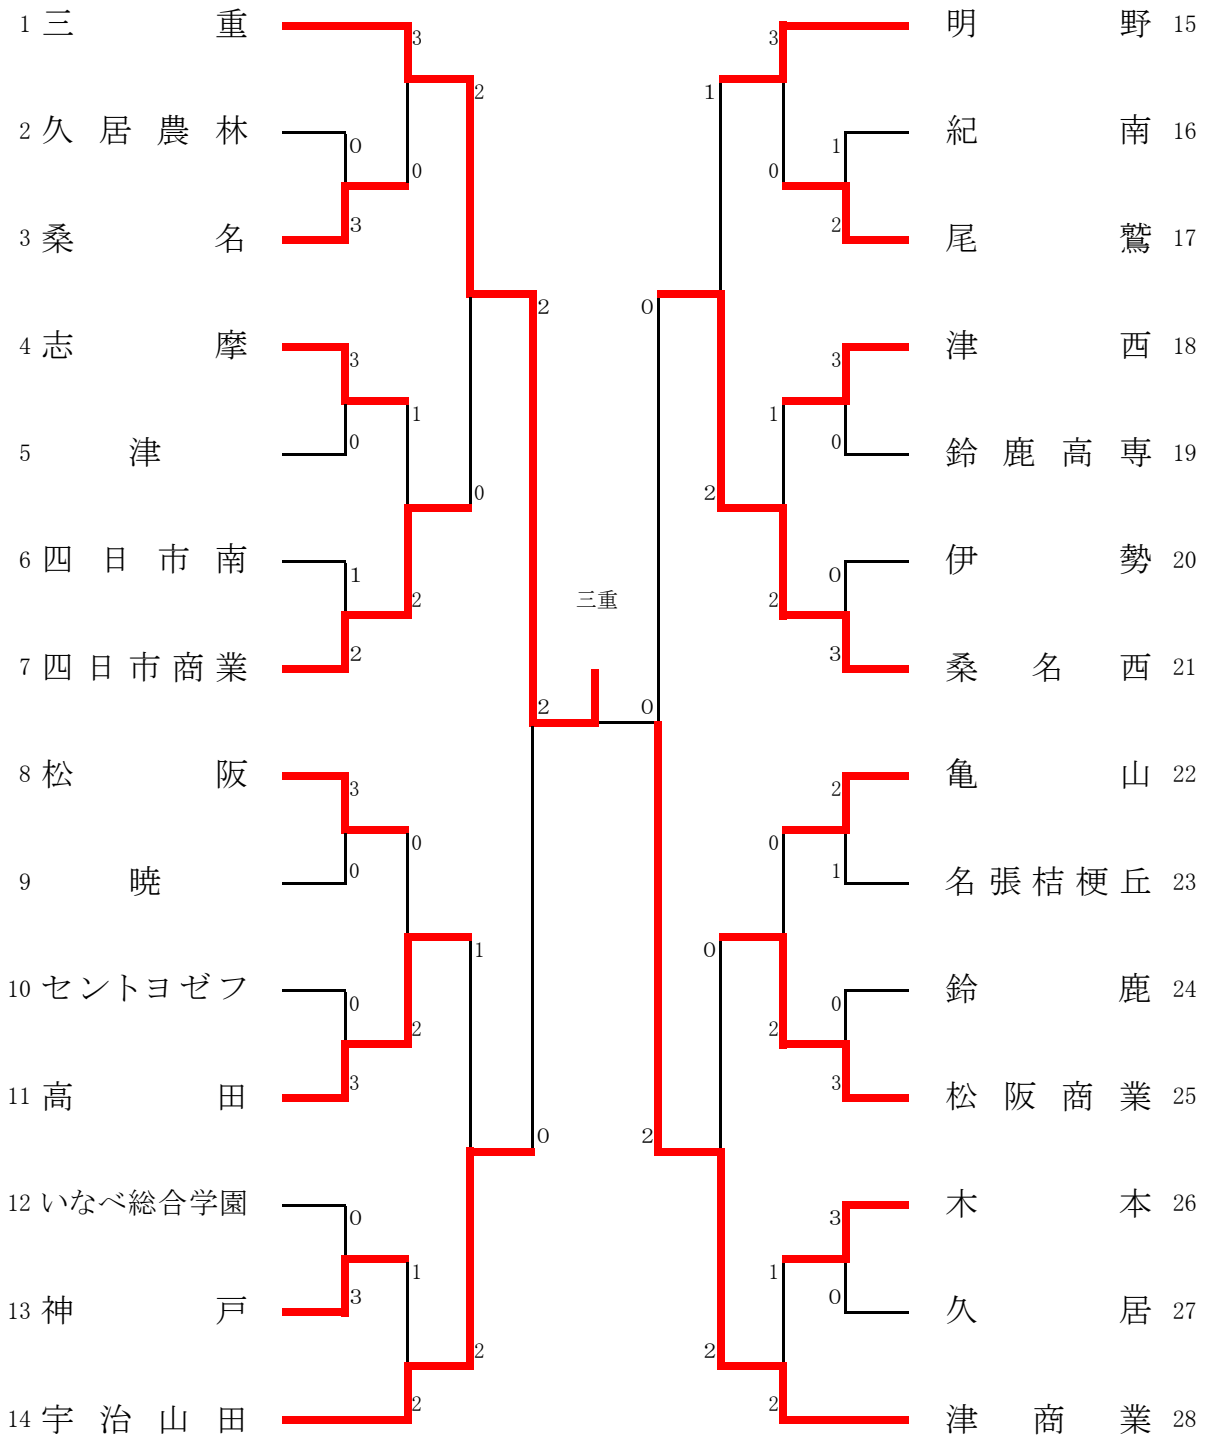 1 三重
3
2
2 久居農林
0
0
3
3 桑名
2
4 志摩
3
1
0
5 津
0
6 四日市南
1
2
2
7 四日市商業
三重
2
8 松阪
3
0
0
9 暁
1
10 セントヨゼフ
0
2
3
11 高田
0
12 いなべ総合学園
0
1
3
13 神戸
2
2
14 宇治山田
明野 15
3
1
紀南 16
1
0
2
尾鷲 17
0
津西 18
3
1
0
鈴鹿高専 19
2
伊勢 20
0
2
3
桑名西 21
0
亀山 22
2
0
1
名張桔梗丘 23
0
鈴鹿 24
0
2
3
松阪商業 25
2
木本 26
3
1
0
久居 27
2
2
津商業 28